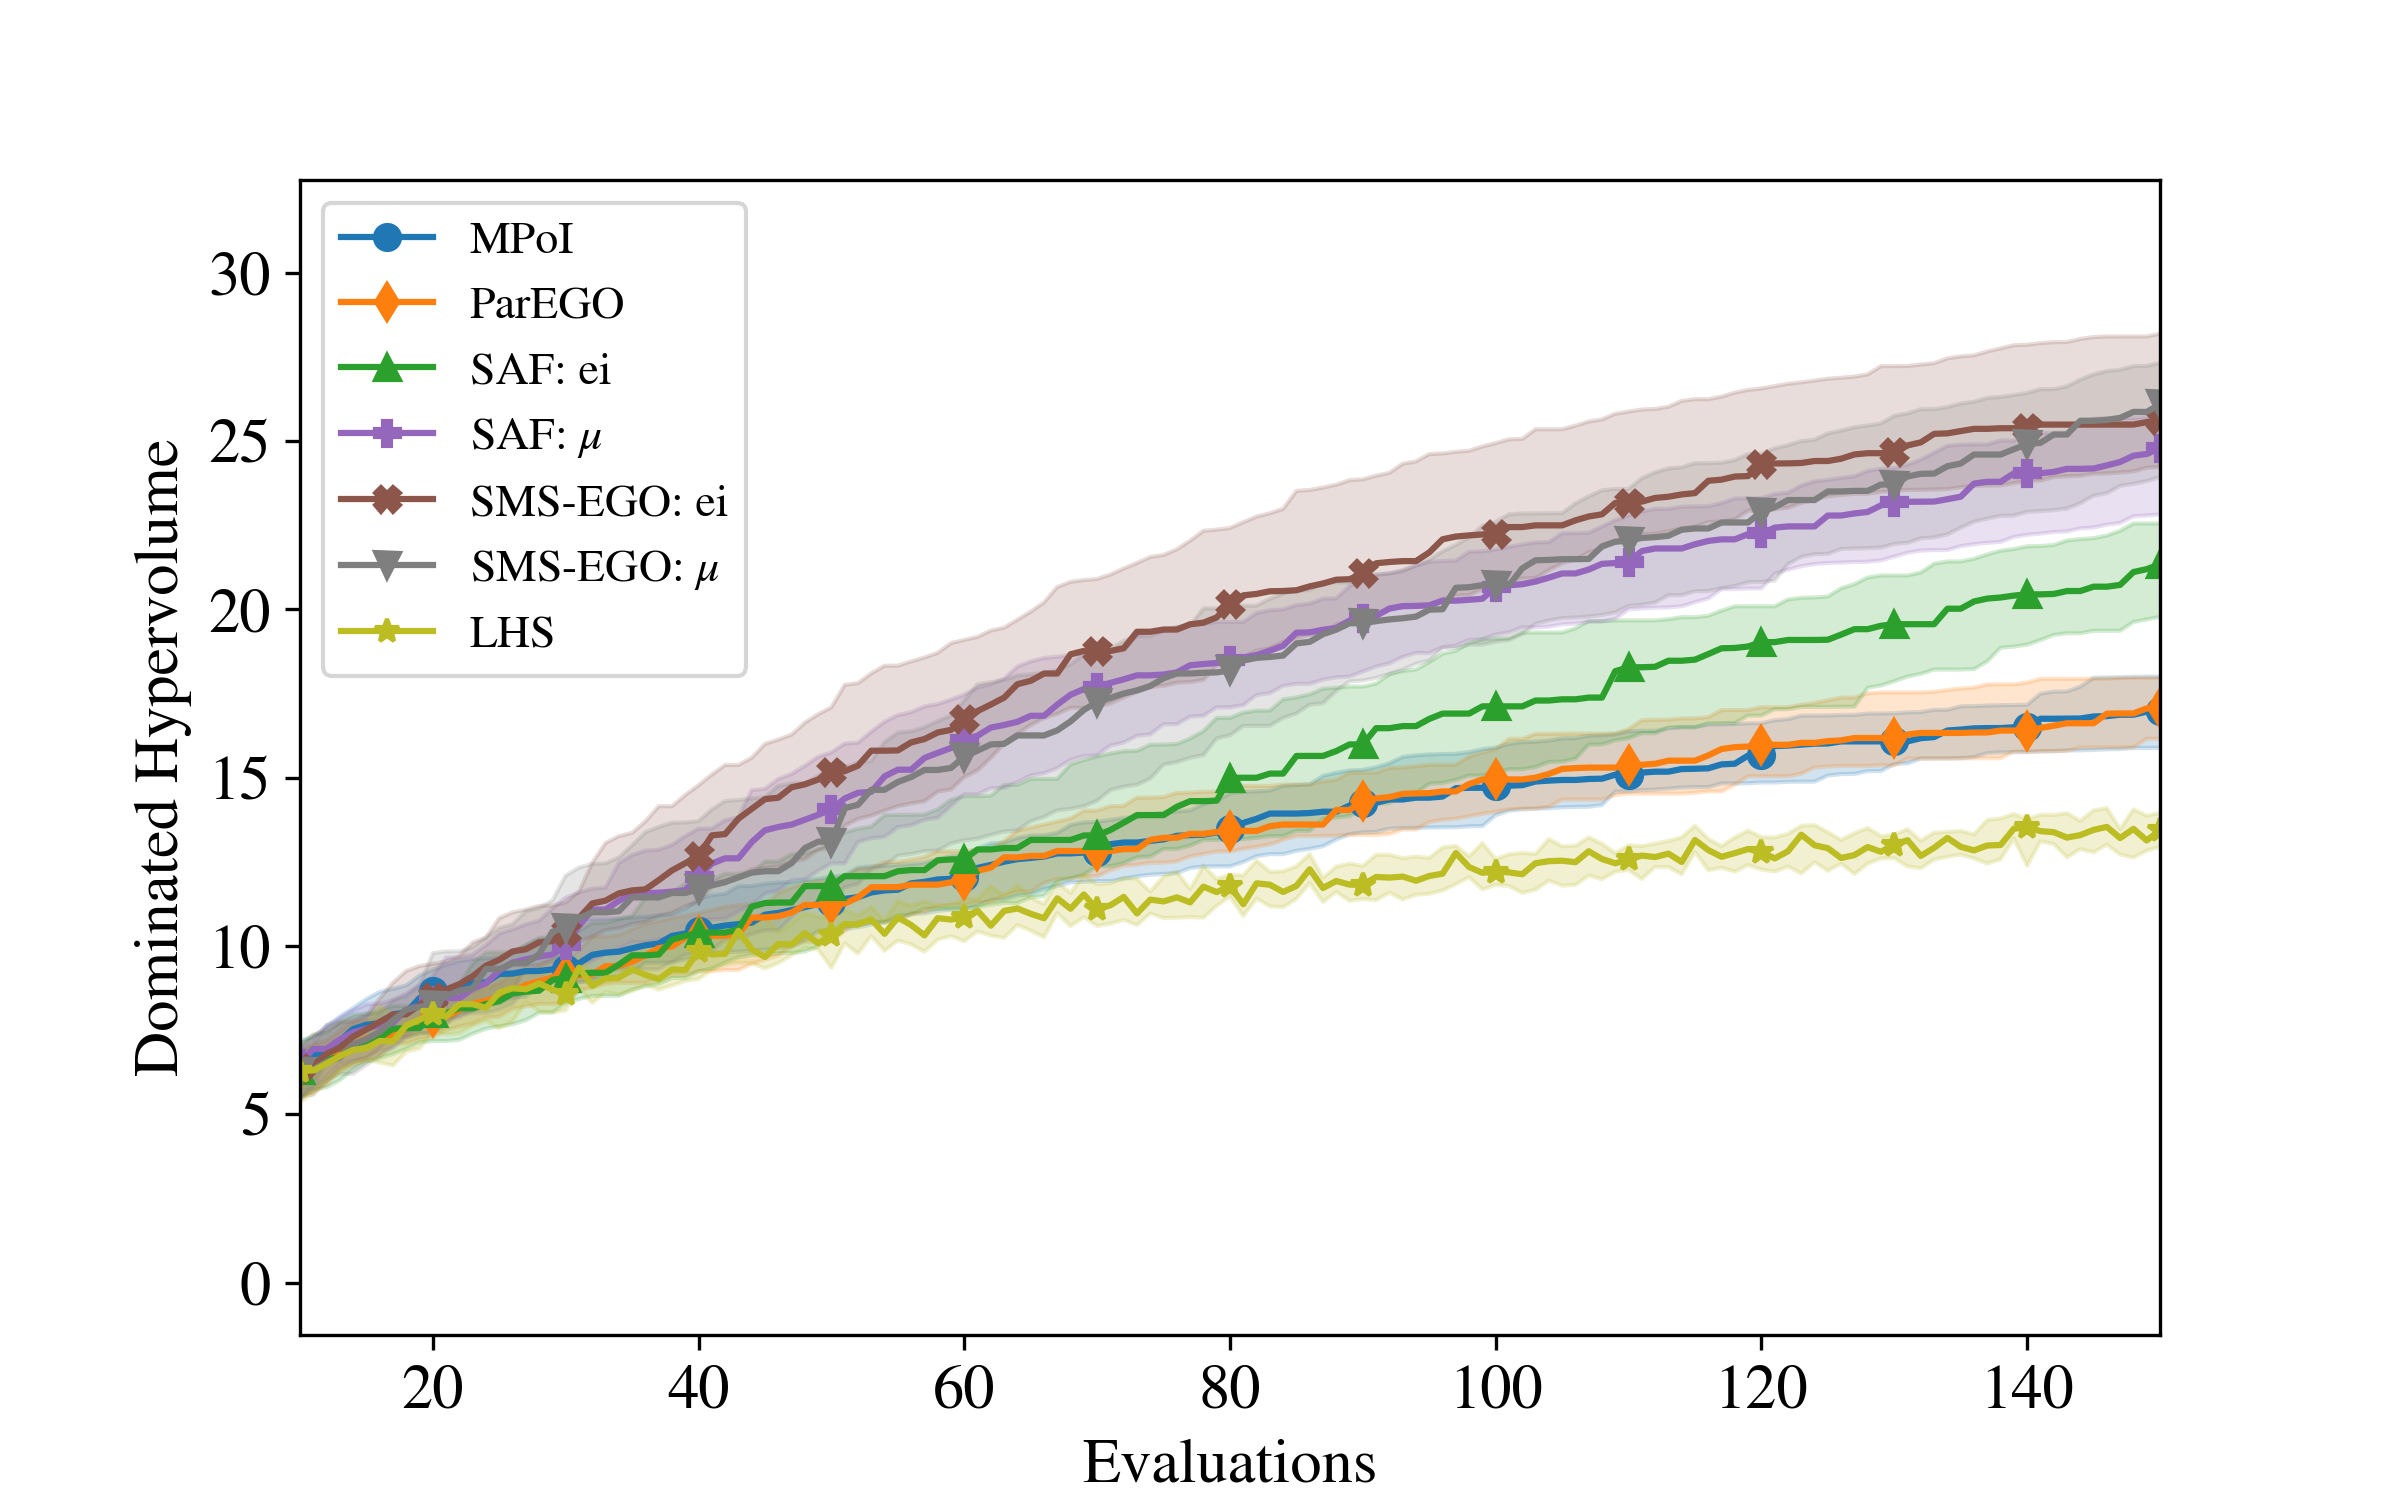 MPoI
ParEGO
SAF: ei
SAF: μ
SMS-EGO: ei
SMS-EGO: μ
LHS
Dominated Hypervolume
30
25
20
15
10
5
0
20 40 60 80 100 120 140
Evaluations